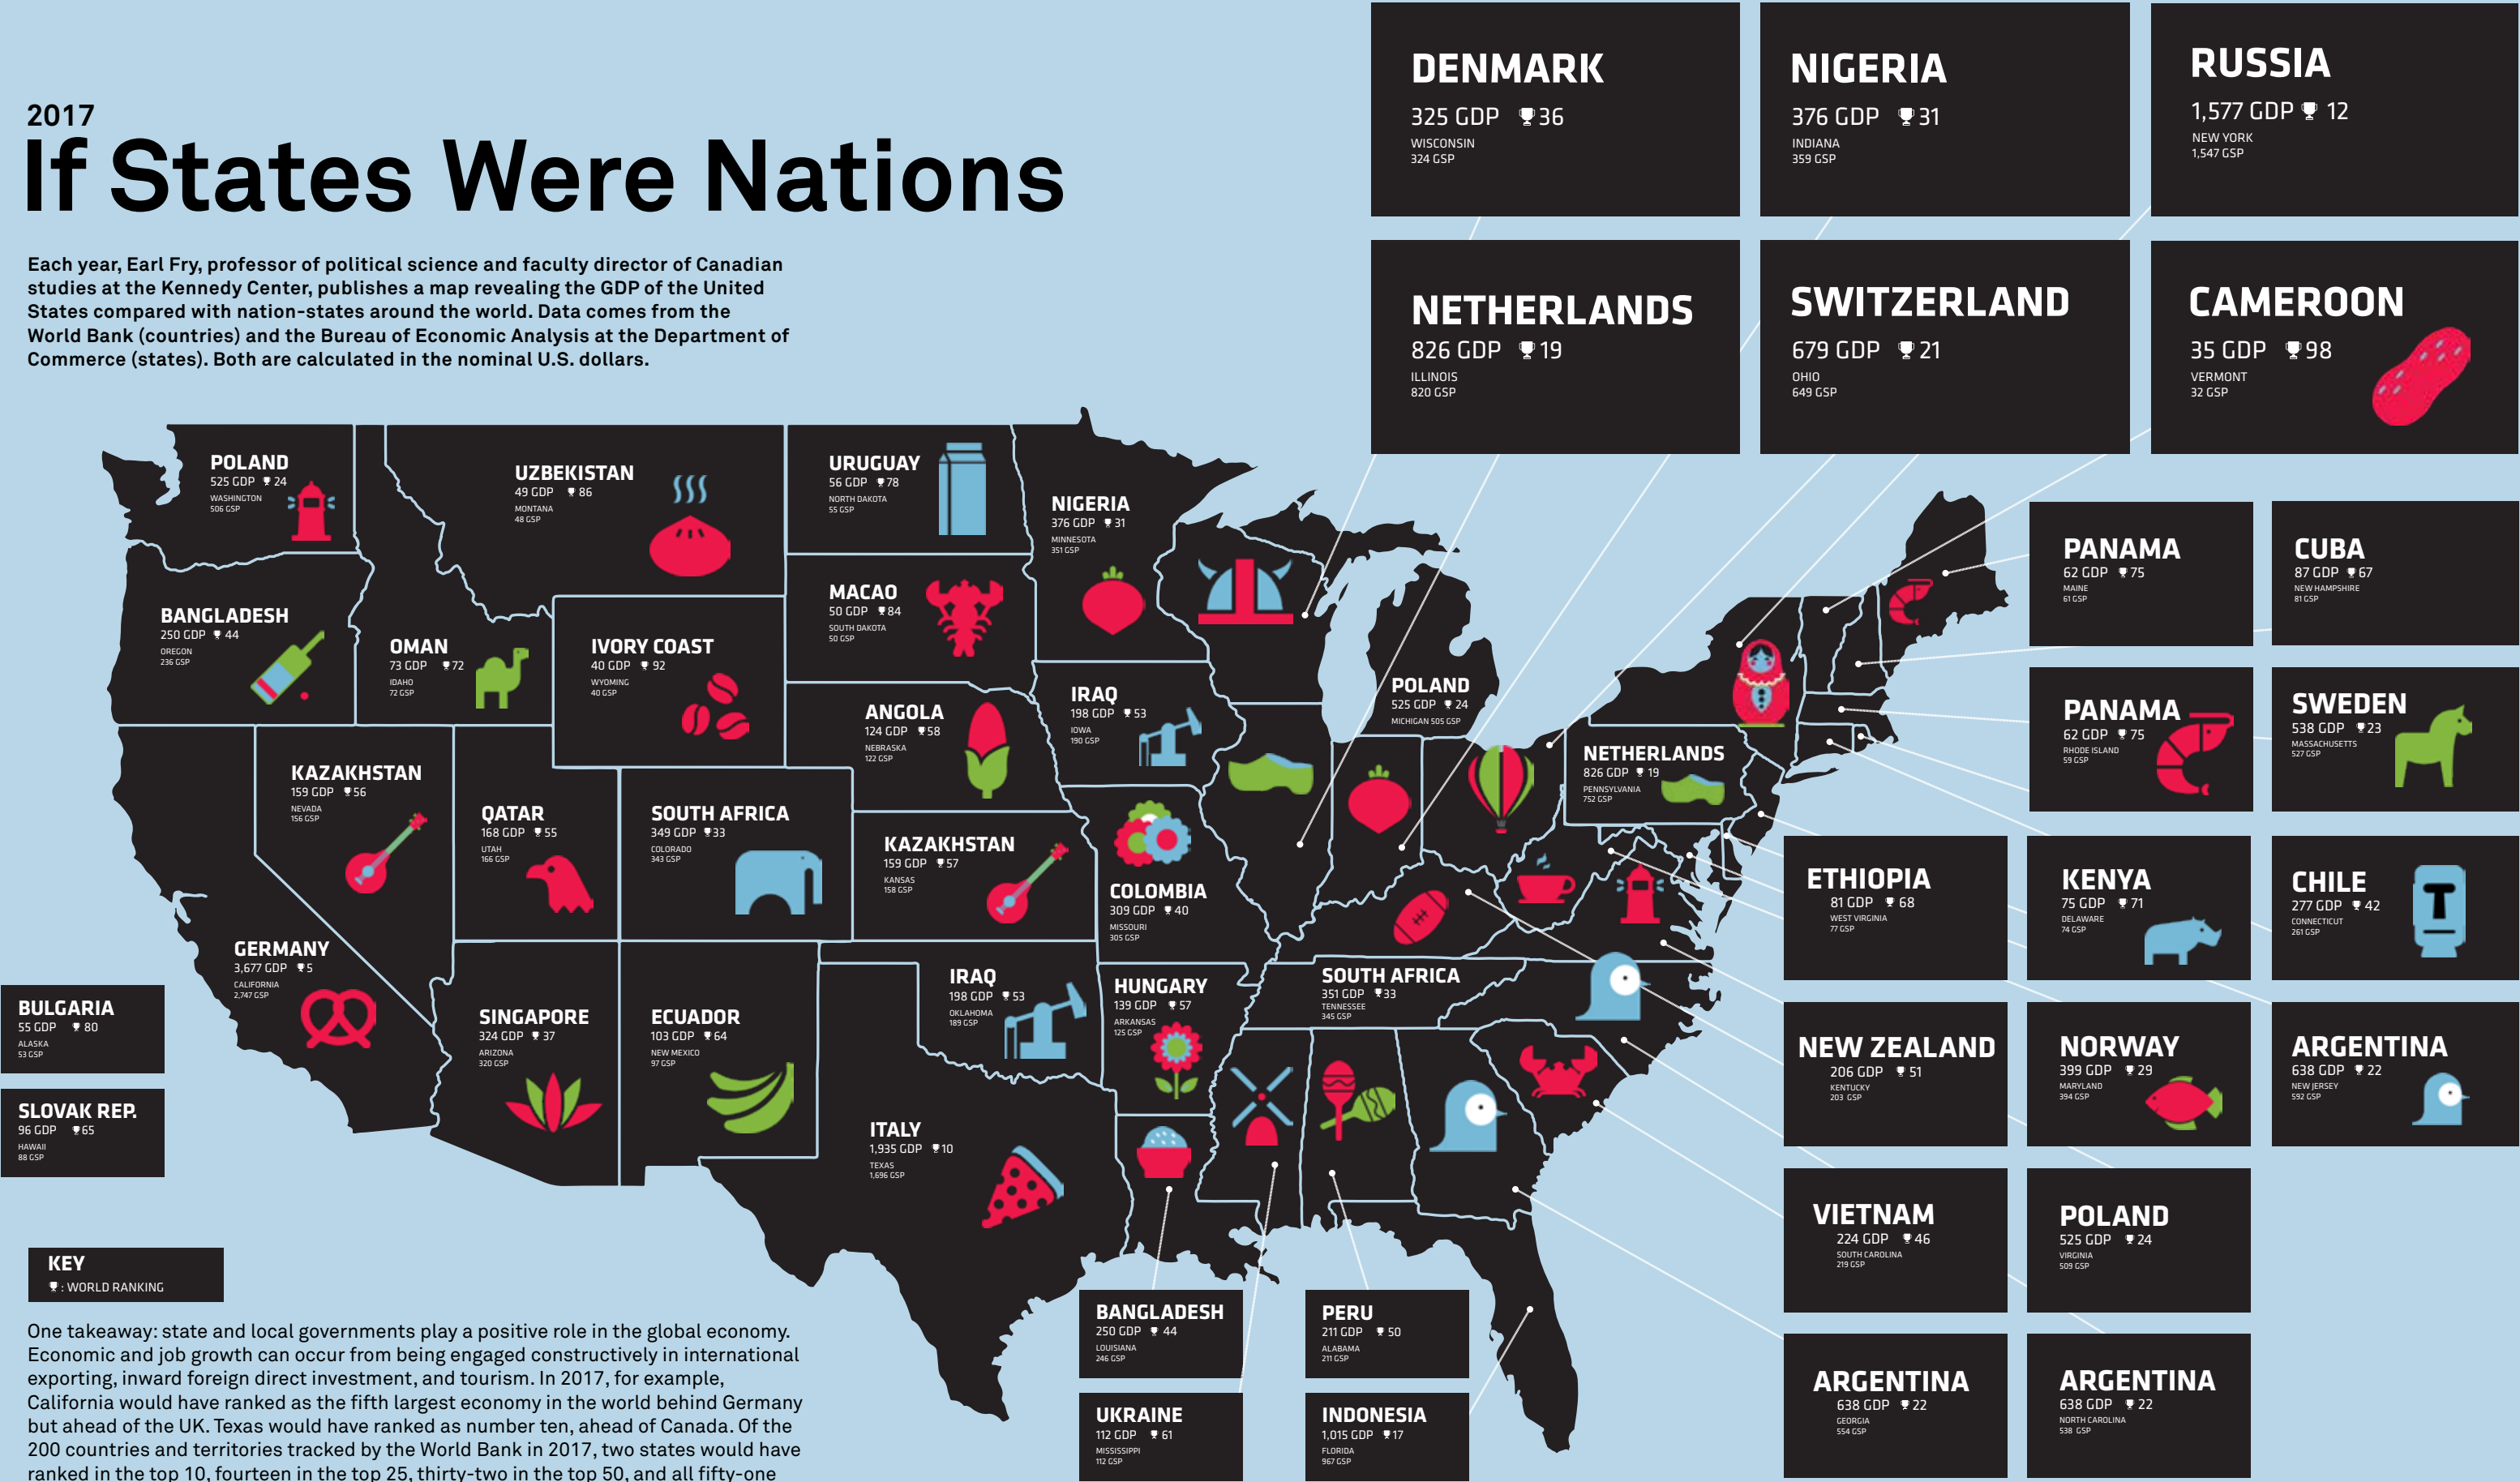 2017
If States Were Nations
Each year, Earl Fry, professor of political science and faculty director of Canadian
studies at the Kennedy Center, publishes a map revealing the GDP of the United
States compared with nation-states around the world. Data comes from the
World Bank (countries) and the Bureau of Economic Analysis at the Department of
Commerce (states). Both are calculated in the nominal U.S. dollars.
DENMARK
325 GDP 36
WISCONSIN
324 GSP
NIGERIA
376 GDP 31
INDIANA
359 GSP
RUSSIA
1,577 GDP 12
NEW YORK
1,547 GSP
NETHERLANDS
826 GDP 19
ILLINOIS
820 GSP
SWITZERLAND
679 GDP 21
OHIO
649 GSP
CAMEROON
35 GDP 98
VERMONT
32 GSP
POLAND
525 GDP 24
WASHINGTON
506 GSP
UZBEKISTAN
49 GDP 86
MONTANA
48 GSP
URUGUAY
56 GDP 78
NORTH DAKOTA
55 GSP
NIGERIA
376 GDP 31
MINNESOTA
351 GSP
BANGLADESH
250 GDP 44
OREGON
236 GSP
OMAN
73 GDP 72
IDAHO
72 GSP
IVORY COAST
40 GDP 92
WYOMING
40 GSP
MACAO
50 GDP 84
SOUTH DAKOTA
50 GSP
ANGOLA
124 GDP 58
NEBRASKA
122 GSP
IRAQ
198 GDP 53
IOWA
190 GSP
POLAND
525 GDP 24
MICHIGAN 505 GSP
NETHERLANDS
826 GDP 19
PENNSYLVANIA
752 GSP
KAZAKHSTAN
159 GDP 56
NEVADA
156 GSP
QATAR
168 GDP 55
UTAH
166 GSP
SOUTH AFRICA
349 GDP 33
COLORADO
343 GSP
KAZAKHSTAN
159 GDP 57
KANSAS
158 GSP
COLOMBIA
309 GDP 40
MISSOURI
305 GSP
GERMANY
3,677 GDP 5
CALIFORNIA
2,747 GSP
SINGAPORE
324 GDP 37
ARIZONA
320 GSP
ECUADOR
103 GDP 64
NEW MEXICO
97 GSP
IRAQ
198 GDP 53
OKLAHOMA
189 GSP
HUNGARY
139 GDP 57
ARKANSAS
125 GSP
SOUTH AFRICA
351 GDP 33
TENNESSEE
345 GSP
ITALY
1,935 GDP 10
TEXAS
1,696 GSP
PANAMA
62 GDP 75
MAINE
61 GSP
CUBA
87 GDP 67
NEW HAMPSHIRE
81 GSP
PANAMA
62 GDP 75
RHODE ISLAND
59 GSP
SWEDEN
538 GDP 23
MASSACHUSETTS
527 GSP
ETHIOPIA
81 GDP 68
WEST VIRGINIA
77 GSP
KENYA
75 GDP 71
DELAWARE
74 GSP
CHILE
277 GDP 42
CONNECTICUT
261 GSP
NEW ZEALAND
206 GDP 51
KENTUCKY
203 GSP
NORWAY
399 GDP 29
MARYLAND
394 GSP
ARGENTINA
638 GDP 22
NEW JERSEY
592 GSP
VIETNAM
224 GDP 46
SOUTH CAROLINA
219 GSP
POLAND
525 GDP 24
VIRGINIA
509 GSP
ARGENTINA
638 GDP 22
GEORGIA
554 GSP
ARGENTINA
638 GDP 22
NORTH CAROLINA
538 GSP
BULGARIA
55 GDP 80
ALASKA
53 GSP
SLOVAK REP.
96 GDP 65
HAWAII
88 GSP
BANGLADESH
250 GDP 44
LOUISIANA
246 GSP
PERU
211 GDP 50
ALABAMA
211 GSP
UKRAINE
112 GDP 61
MISSISSIPPI
112 GSP
INDONESIA
1,015 GDP 17
FLORIDA
967 GSP
KEY
: WORLD RANKING
One takeaway: state and local governments play a positive role in the global economy.
Economic and job growth can occur from being engaged constructively in international
exporting, inward foreign direct investment, and tourism. In 2017, for example,
California would have ranked as the fifth largest economy in the world behind Germany
but ahead of the UK. Texas would have ranked as number ten, ahead of Canada. Of the
200 countries and territories tracked by the World Bank in 2017, two states would have
ranked in the top 10, fourteen in the top 25, thirty-two in the top 50, and all fifty-one